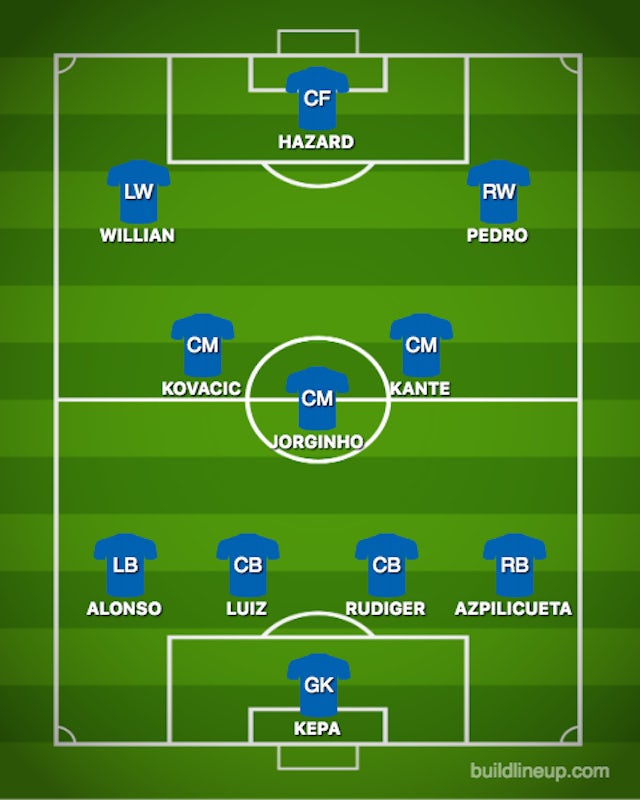 CF
HAZARD
LW
RW
WILLIAN
PEDRO
CM
CM
KOVACIC
KANTE
CM
JORGINHO
LB
CB
CB
RB
ALONSO
LUIZ
RUDIGER
AZPILICUETA
GK
KEPA
buildlineup.com